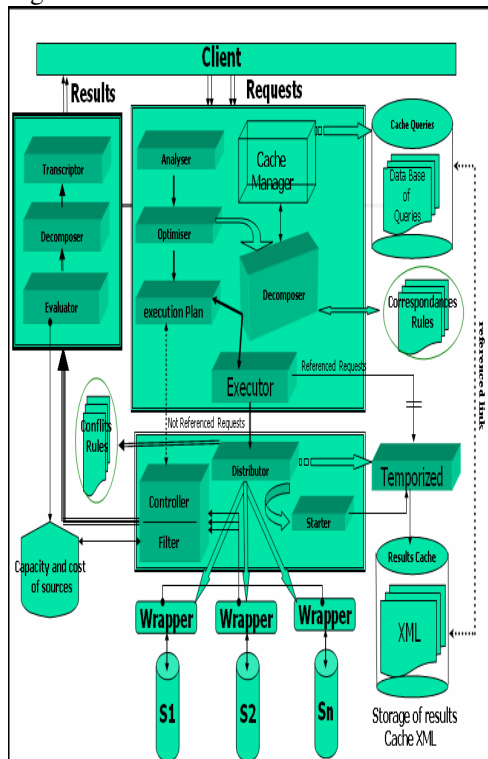 Client
Results
Requests
Transcriptor
Decomposer
Evaluator
Analyser
Optimiser
execution Plan
Cache
Manager
Decomposer
Executor
Cache Queries
Data Base
of
Queries
Correspondances
Rules
referenced link
Referenced Requests
Not Referenced Requests
Conflits
Rules
Distributor
Controller
Filter
Starter
Temporized
Capacity and cost
of sources
Results Cache
XML
Wrapper
Wrapper
Wrapper
S1
S2
Sn
Storage of results
Cache XML